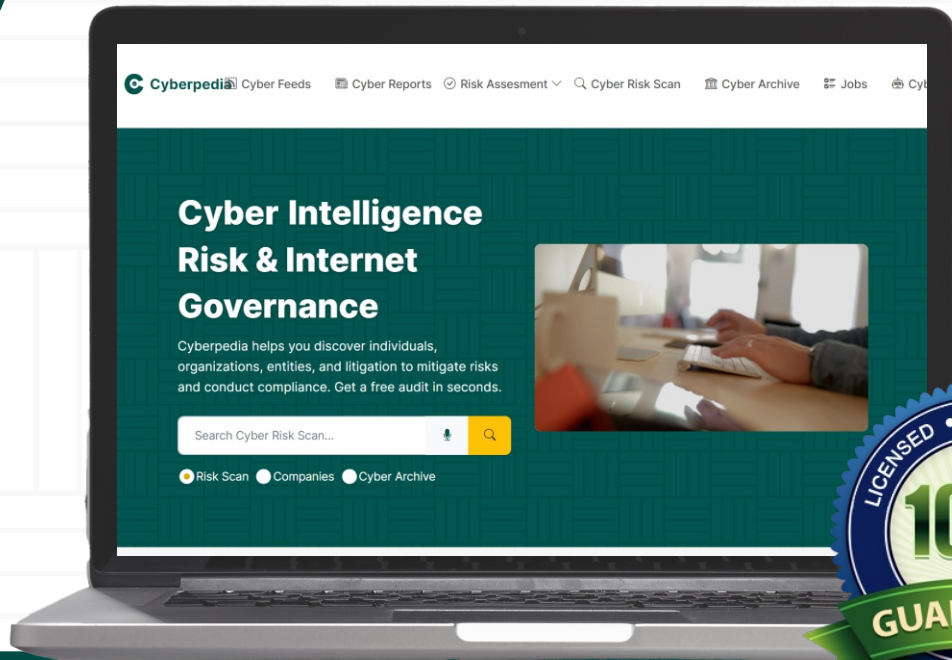 Cyberpedia
Cyber Feeds
Cyber Reports
Risk Assesment
Cyber Risk Scan
Cyber Archive
Jobs
Cyber Intelligence
Risk & Internet
Governance
Cyberpedia helps you discover individuals,
organizations, entities, and litigation to mitigate risks
and conduct compliance. Get a free audit in seconds.
Search Cyber Risk Scan...
Risk Scan
Companies
Cyber Archive
LICENSED